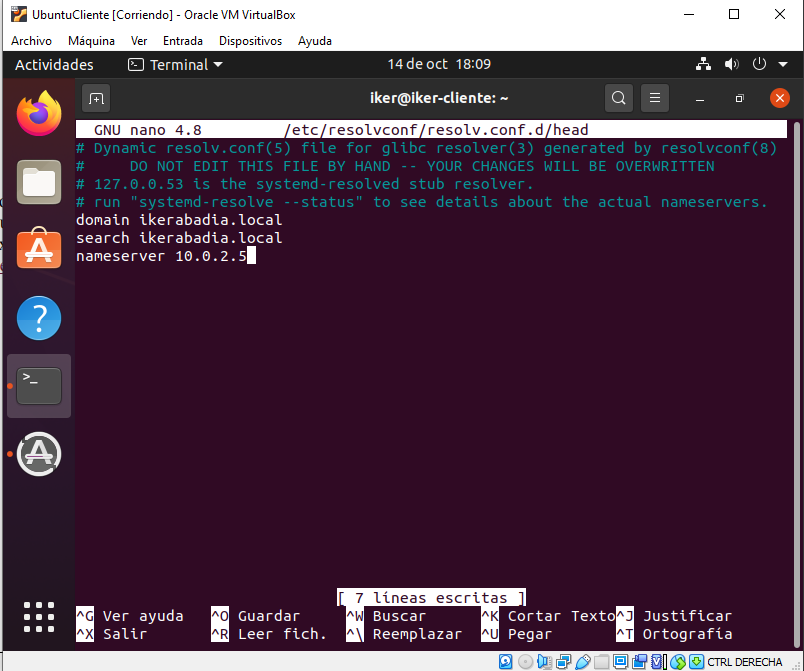 UbuntuCliente [Corriendo] - Oracle VM VirtualBox
Archivo Máquina Ver Entrada Dispositivos Ayuda
Actividades Terminal 14 de oct 18:09
iker@iker-cliente: ~
GNU nano 4.8 /etc/resolvconf/resolv.conf.d/head
# Dynamic resolv.conf(5) file for glibc resolver(3) generated by resolvconf(8)
# DO NOT EDIT THIS FILE BY HAND -- YOUR CHANGES WILL BE OVERWRITTEN
# 127.0.0.53 is the systemd-resolved stub resolver.
# run "systemd-resolve --status" to see details about the actual nameservers.
domain ikerabadia.local
search ikerabadia.local
nameserver 10.0.2.5
[ 7 líneas escritas ]
^G Ver ayuda ^O Guardar ^W Buscar ^K Cortar Texto ^J Justificar
^X Salir ^R Leer fich. ^\ Reemplazar ^U Pegar ^T Ortografía
CTRL DERECHA